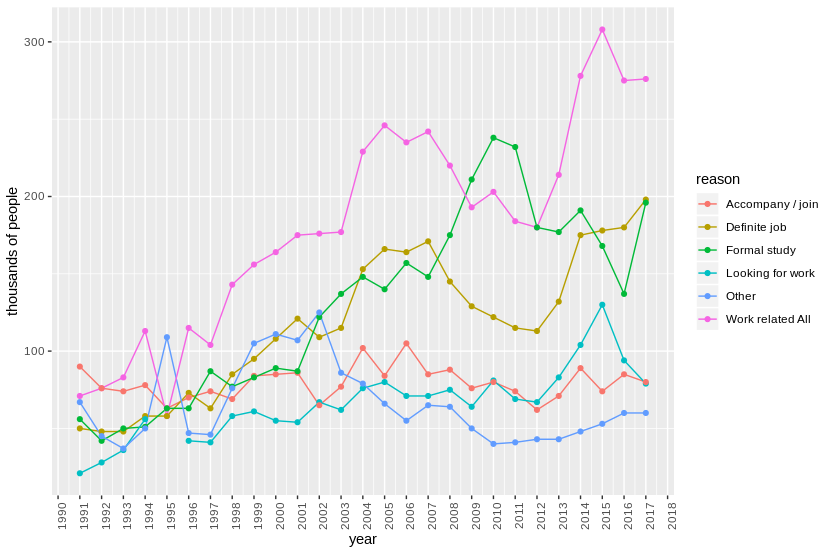 300
200
100
thousands of people
1990 1991 1992 1993 1994 1995 1996 1997 1998 1999 2000 2001 2002 2003 2004 2005 2006 2007 2008 2009 2010 2011 2012 2013 2014 2015 2016 2017 2018
year
reason
Accompany / join
Definite job
Formal study
Looking for work
Other
Work related All